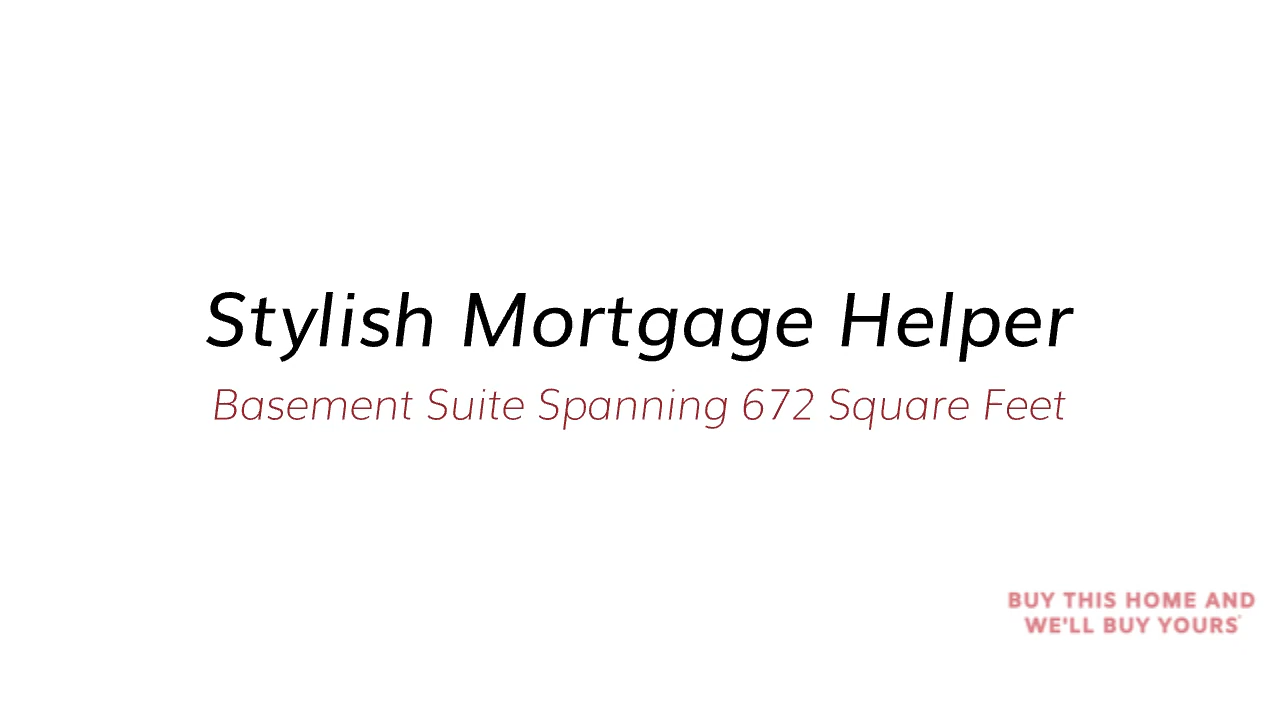 Stylish Mortgage Helper
Basement Suite Spanning 672 Square Feet
BUY THIS HOME AND
WE'LL BUY YOURS